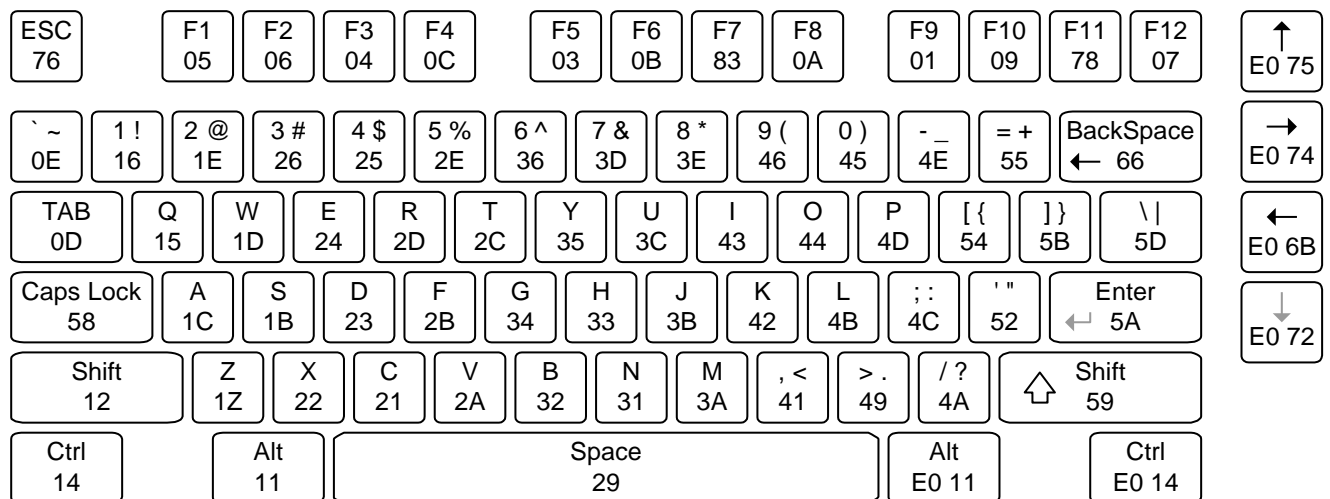 ESC F1 F2 F3 F4 F5 F6 F7 F8 F9 F10 F11 F12 ↑
76 05 06 04 0C 03 0B 83 0A 01 09 78 07 E0 75
` ~ 1 ! 2 @ 3 # 4 $ 5 % 6 ^ 7 & 8 * 9 ( 0 ) - _ = + BackSpace →
0E 16 1E 26 25 2E 36 3D 3E 46 45 4E 55 ← 66 E0 74
TAB Q W E R T Y U I O P [ { ] } \ | ←
0D 15 1D 24 2D 2C 35 3C 43 44 4D 54 5B 5D E0 6B
Caps Lock A S D F G H J K L ; : ' " Enter ↓
58 1C 1B 23 2B 34 33 3B 42 4B 4C 52 ↵ 5A E0 72
Shift Z X C V B N M , < > . / ? ⇧ Shift
12 1Z 22 21 2A 32 31 3A 41 49 4A 59
Ctrl Alt Space Alt Ctrl
14 11 29 E0 11 E0 14